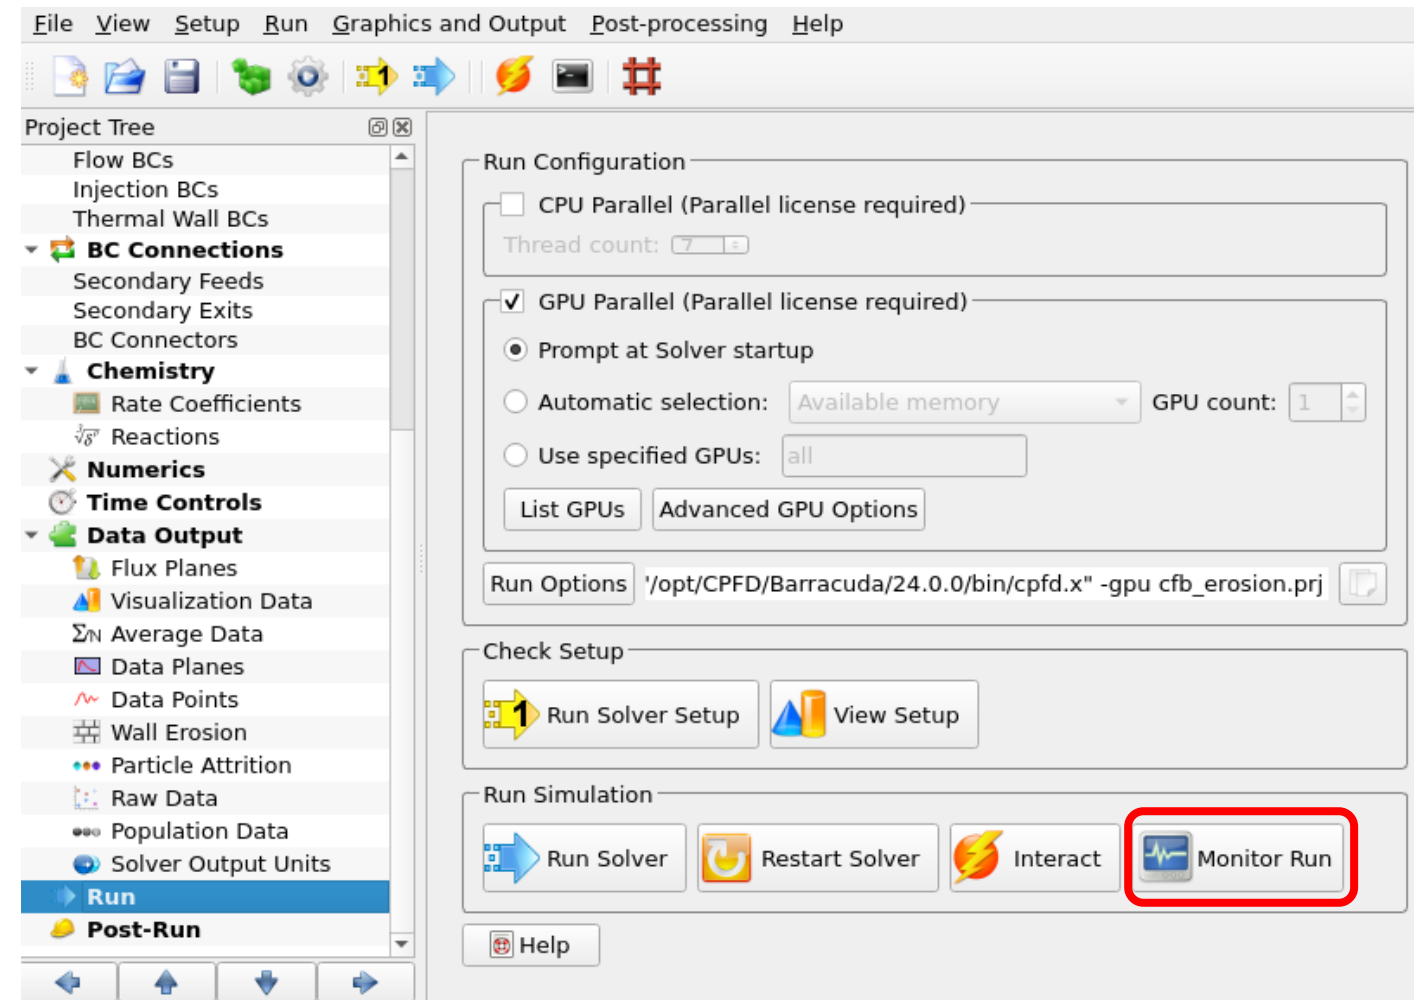 File View Setup Run Graphics and Output Post-processing Help
Project Tree
Flow BCs
Injection BCs
Thermal Wall BCs
BC Connections
Secondary Feeds
Secondary Exits
BC Connectors
Chemistry
Rate Coefficients
Reactions
Numerics
Time Controls
Data Output
Flux Planes
Visualization Data
Average Data
Data Planes
Data Points
Wall Erosion
Particle Attrition
Raw Data
Population Data
Solver Output Units
Run
Post-Run
Run Configuration
CPU Parallel (Parallel license required)
Thread count: 7
GPU Parallel (Parallel license required)
Prompt at Solver startup
Automatic selection: Available memory GPU count: 1
Use specified GPUs: all
List GPUs Advanced GPU Options
Run Options '/opt/CPFD/Barracuda/24.0.0/bin/cpfd.x" -gpu cfb_erosion.prj
Check Setup
1 Run Solver Setup View Setup
Run Simulation
Run Solver Restart Solver Interact Monitor Run
Help